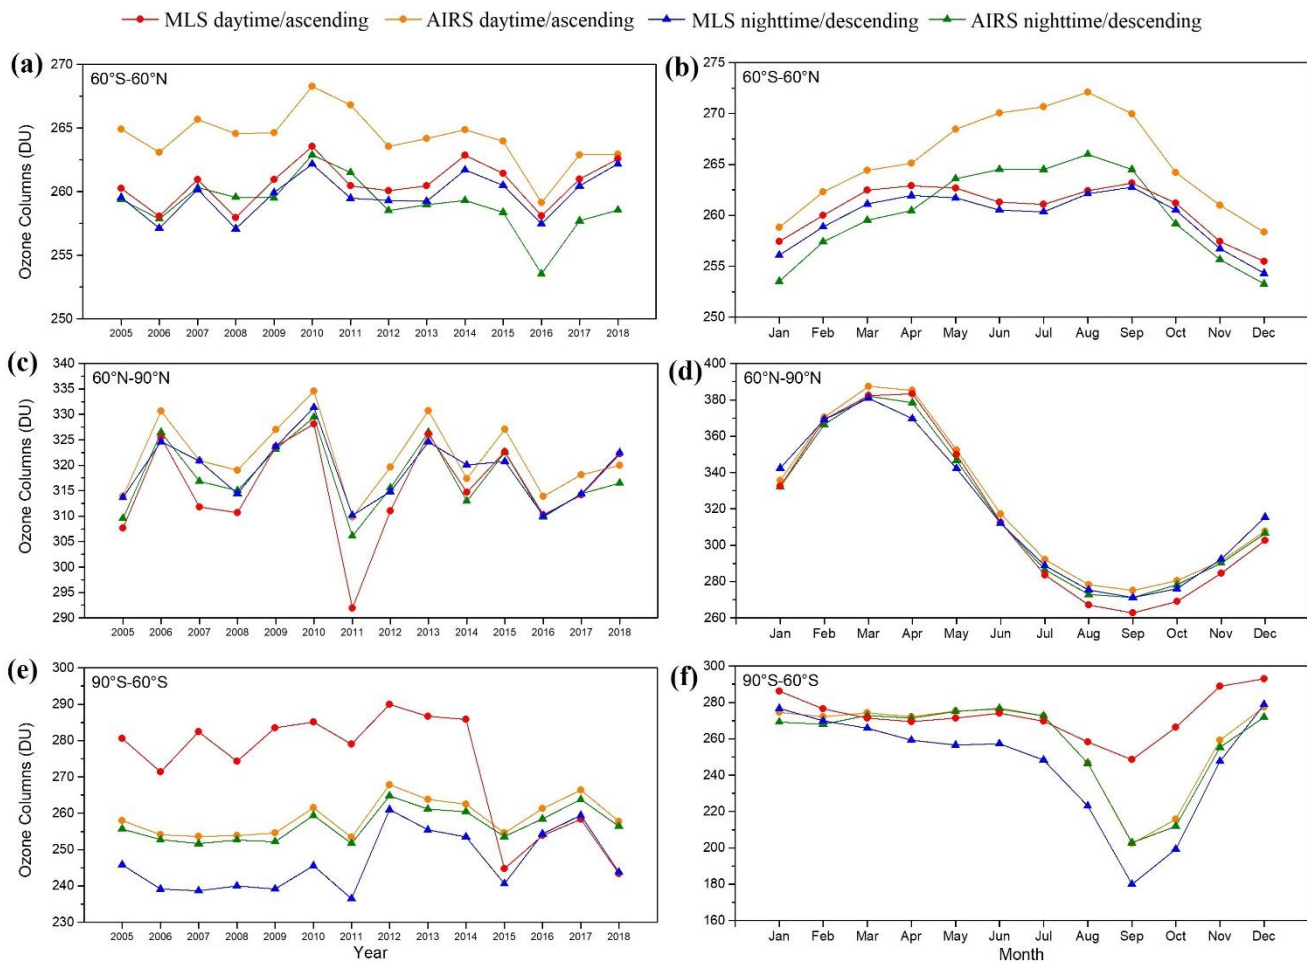 MLS daytime/ascending AIRS daytime/ascending MLS nighttime/descending AIRS nighttime/descending
(a)
60°S-60°N
Ozone Columns (DU)
270
265
260
255
250
2005 2006 2007 2008 2009 2010 2011 2012 2013 2014 2015 2016 2017 2018
(b)
60°S-60°N
275
270
265
260
255
250
Jan Feb Mar Apr May Jun Jul Aug Sep Oct Nov Dec
(c)
60°N-90°N
Ozone Columns (DU)
340
335
330
325
320
315
310
305
300
295
290
2005 2006 2007 2008 2009 2010 2011 2012 2013 2014 2015 2016 2017 2018
(d)
60°N-90°N
400
380
360
340
320
300
280
260
Jan Feb Mar Apr May Jun Jul Aug Sep Oct Nov Dec
(e)
90°S-60°S
Ozone Columns (DU)
300
290
280
270
260
250
240
230
2005 2006 2007 2008 2009 2010 2011 2012 2013 2014 2015 2016 2017 2018
Year
(f)
90°S-60°S
300
280
260
240
220
200
180
160
Jan Feb Mar Apr May Jun Jul Aug Sep Oct Nov Dec
Month